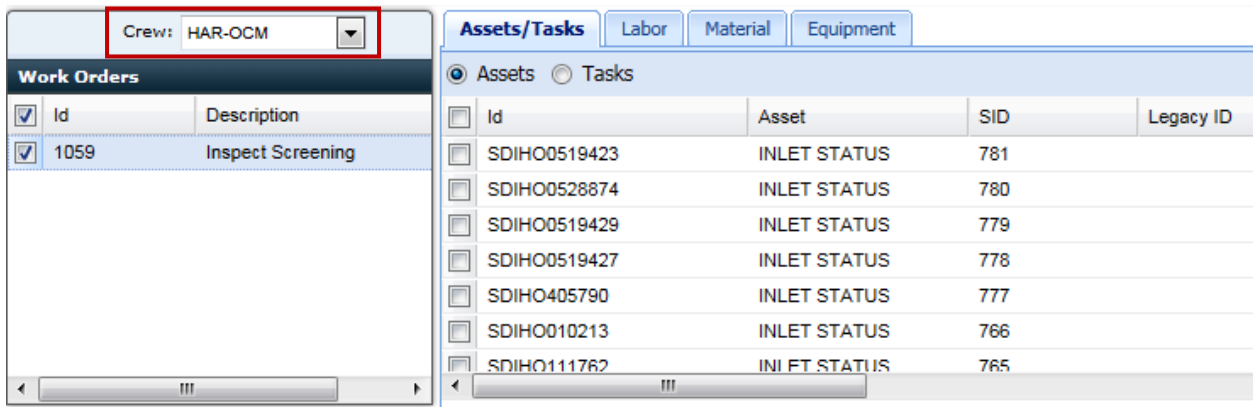 Crew: HAR-OCM
Work Orders
Id Description
1059 Inspect Screening
Assets/Tasks Labor Material Equipment
Assets Tasks
Id Asset SID Legacy ID
SDIHO0519423 INLET STATUS 781
SDIHO0528874 INLET STATUS 780
SDIHO0519429 INLET STATUS 779
SDIHO0519427 INLET STATUS 778
SDIHO405790 INLET STATUS 777
SDIHO010213 INLET STATUS 766
SDIHO111762 INLET STATUS 765